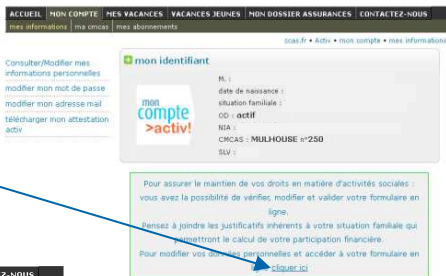 ACCUEIL MON COMPTE MES VACANCES VACANCES JEUNES MON DOSSIER ASSURANCES CONTACTEZ-NOUS
mes informations ma cmcas mes abonnements
ccas.fr • Activ • mon compte • mes informations
Consulter/Modifier mes
informations personnelles
modifier mon mot de passe
modifier mon adresse mail
télécharger mon attestation
activ
mon identifiant
mon
compte
>activ!
M. :
date de naissance :
situation familiale :
OD : actif
NIA :
CMCAS : MULHOUSE n°250
SLV :
Pour assurer le maintien de vos droits en matière d'activités sociales :
vous avez la possibilité de vérifier, modifier et valider votre formulaire en
ligne.
Pensez à joindre les justificatifs inhérents à votre situation familiale qui
permettront le calcul de votre participation financière.
Pour modifier vos données personnelles et accéder à votre formulaire en
cliquer ici
Z-NOUS